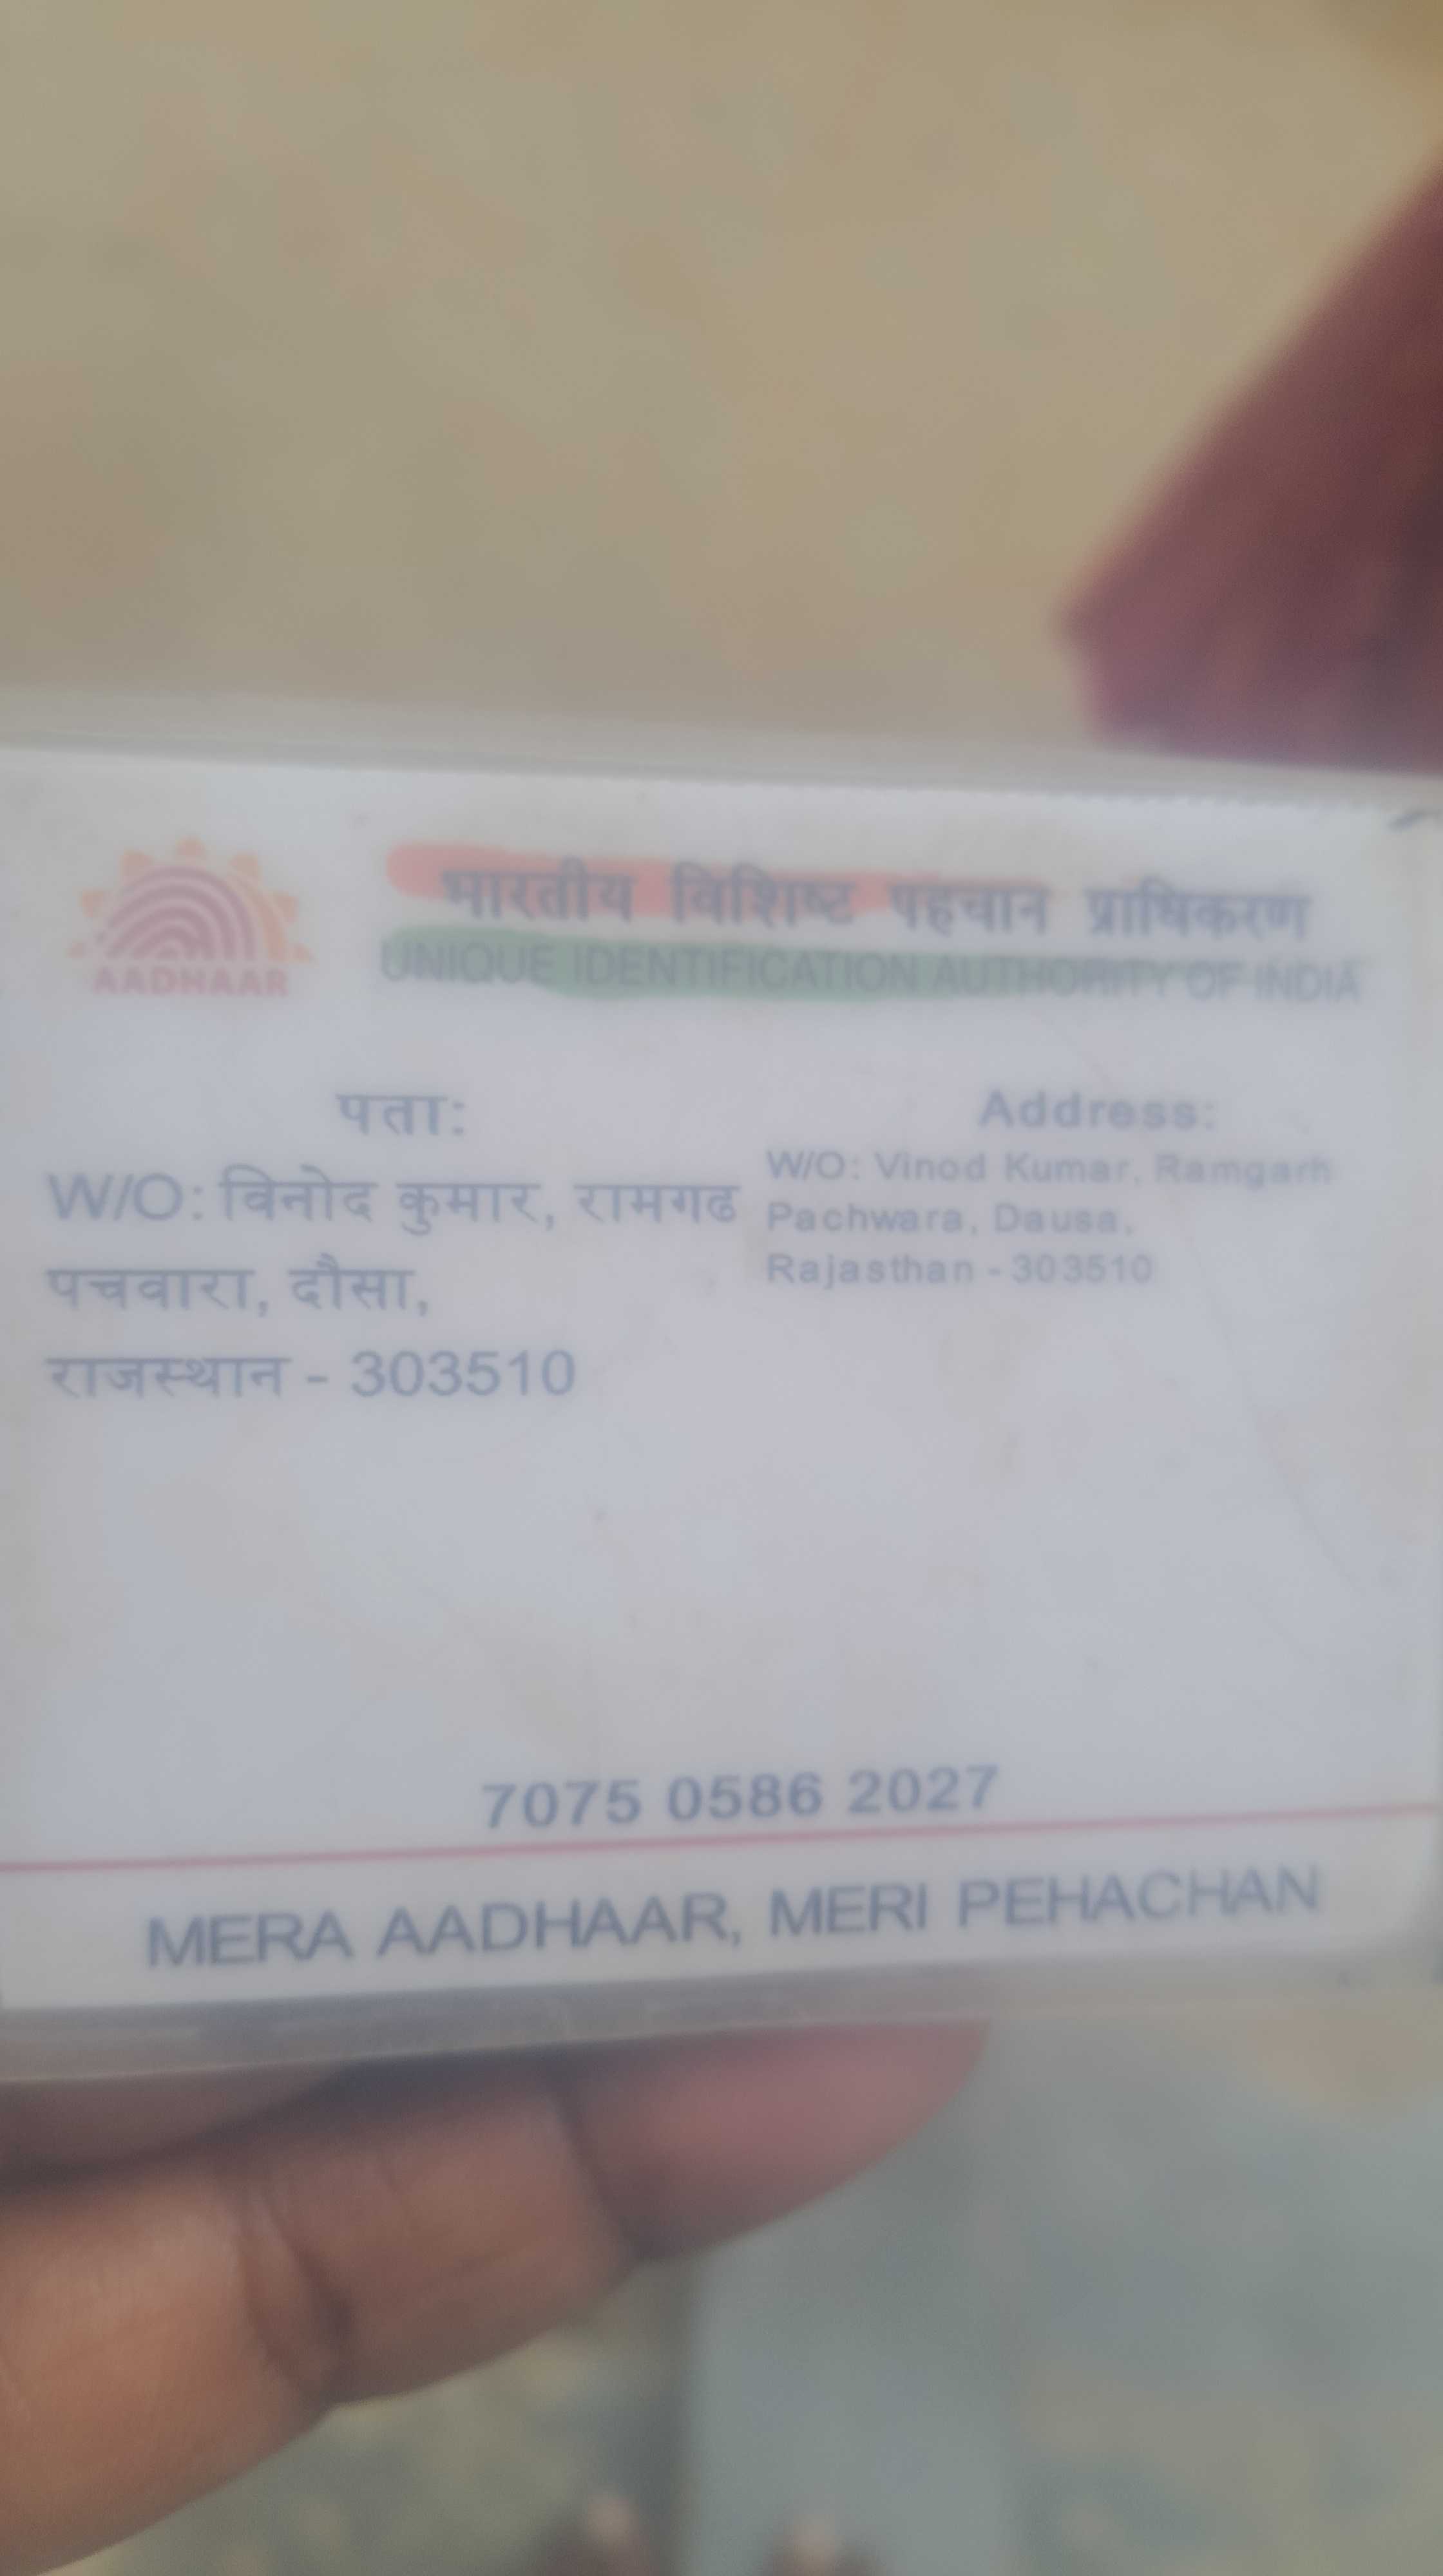 AADHAAR
भारतीय विशिष्ट पहचान प्राधिकरण
UNIQUE IDENTIFICATION AUTHORITY OF INDIA
पता:
W/O: विनोद कुमार, रामगढ
पचवारा, दौसा,
राजस्थान - 303510
Address:
W/O: Vinod Kumar, Ramgarh
Pachwara, Dausa,
Rajasthan - 303510
7075 0586 2027
MERA AADHAAR, MERI PEHACHAN